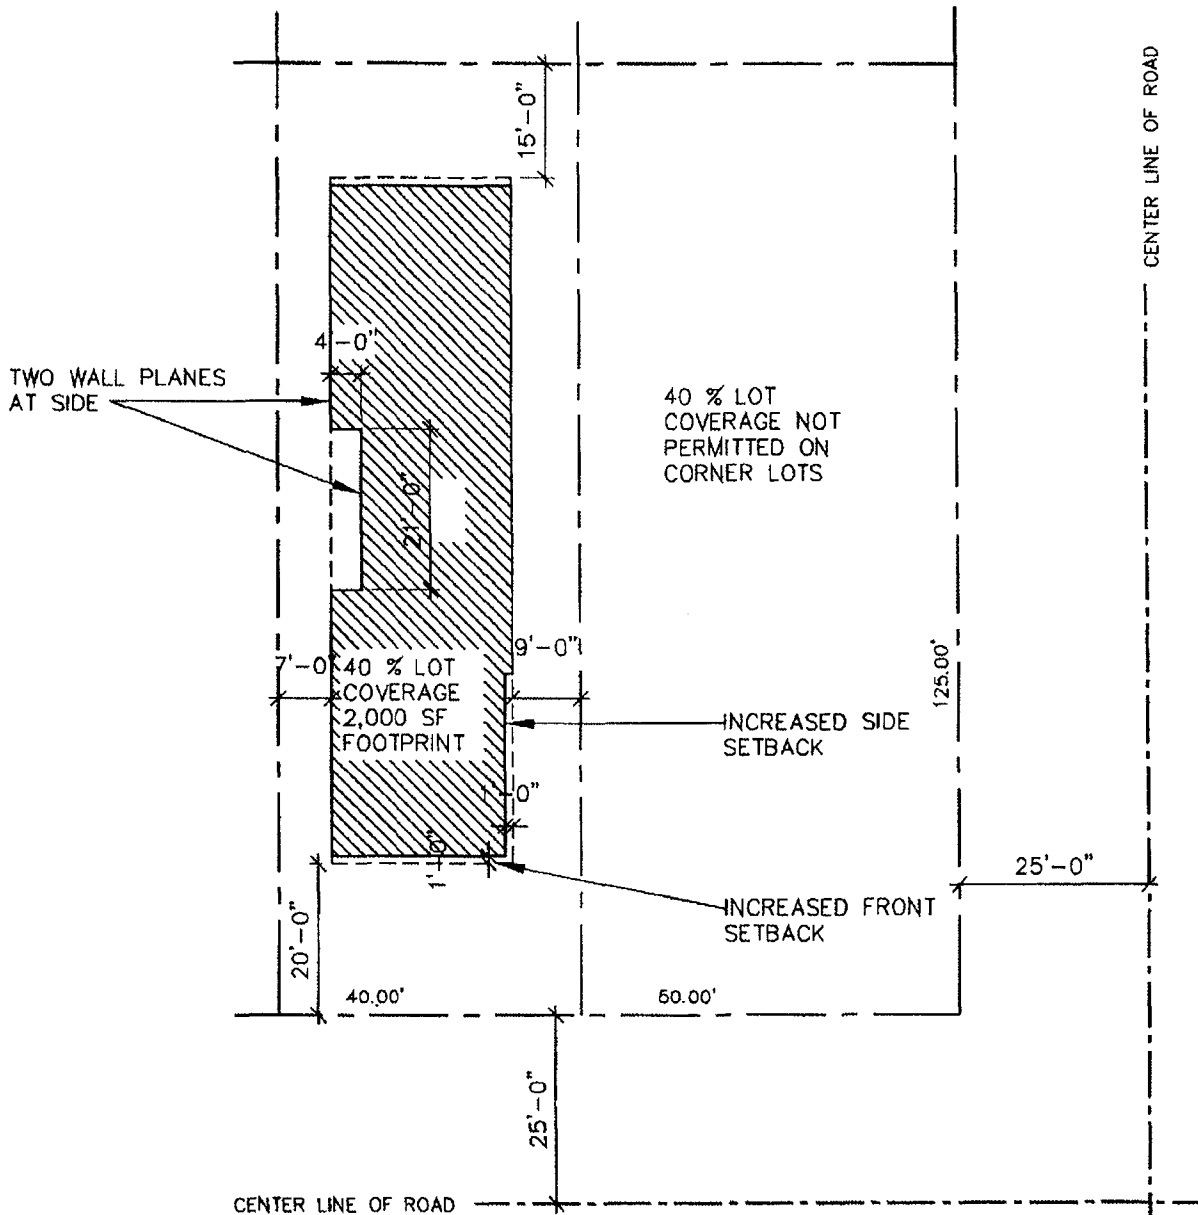 CENTER LINE OF ROAD
15'-0"
4'-0"
TWO WALL PLANES
AT SIDE
40 % LOT
COVERAGE NOT
PERMITTED ON
CORNER LOTS
21'-0"
7'-0"
40 % LOT
COVERAGE
2,000 SF
FOOTPRINT
9'-0"
125.00'
INCREASED SIDE
SETBACK
1'-0"
1'-0"
25'-0"
INCREASED FRONT
SETBACK
20'-0"
40.00'
50.00'
25'-0"
CENTER LINE OF ROAD